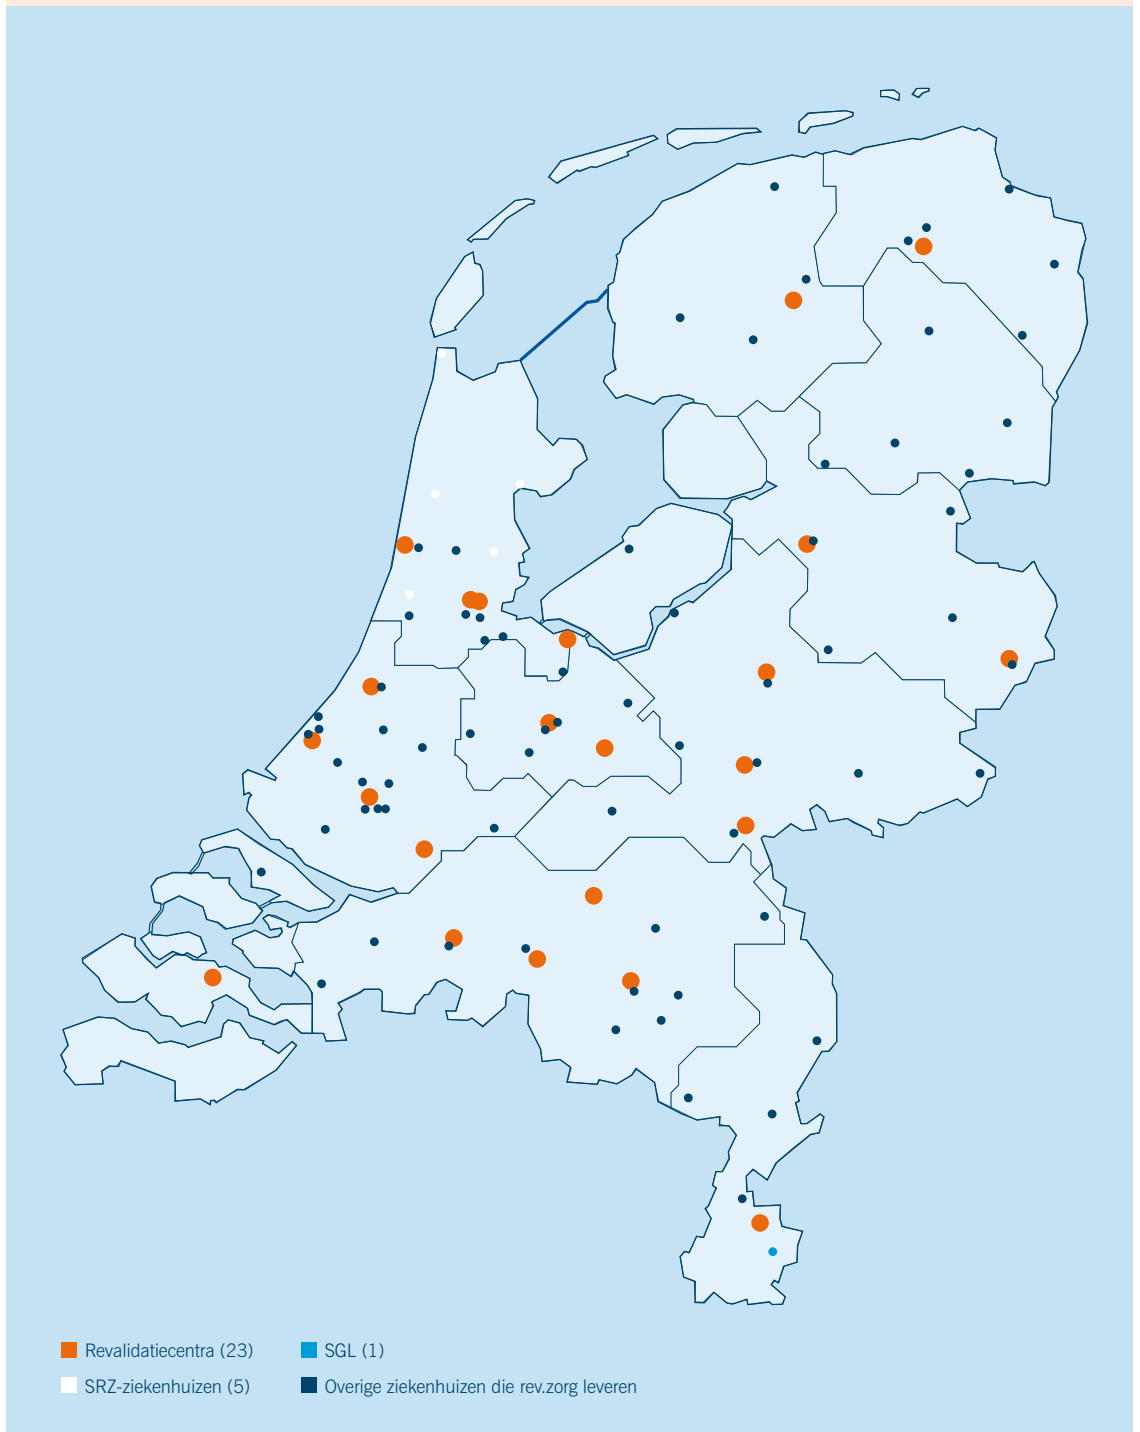 Revalidatiecentra (23)
SGL (1)
SRZ-ziekenhuizen (5)
Overige ziekenhuizen die rev.zorg leveren